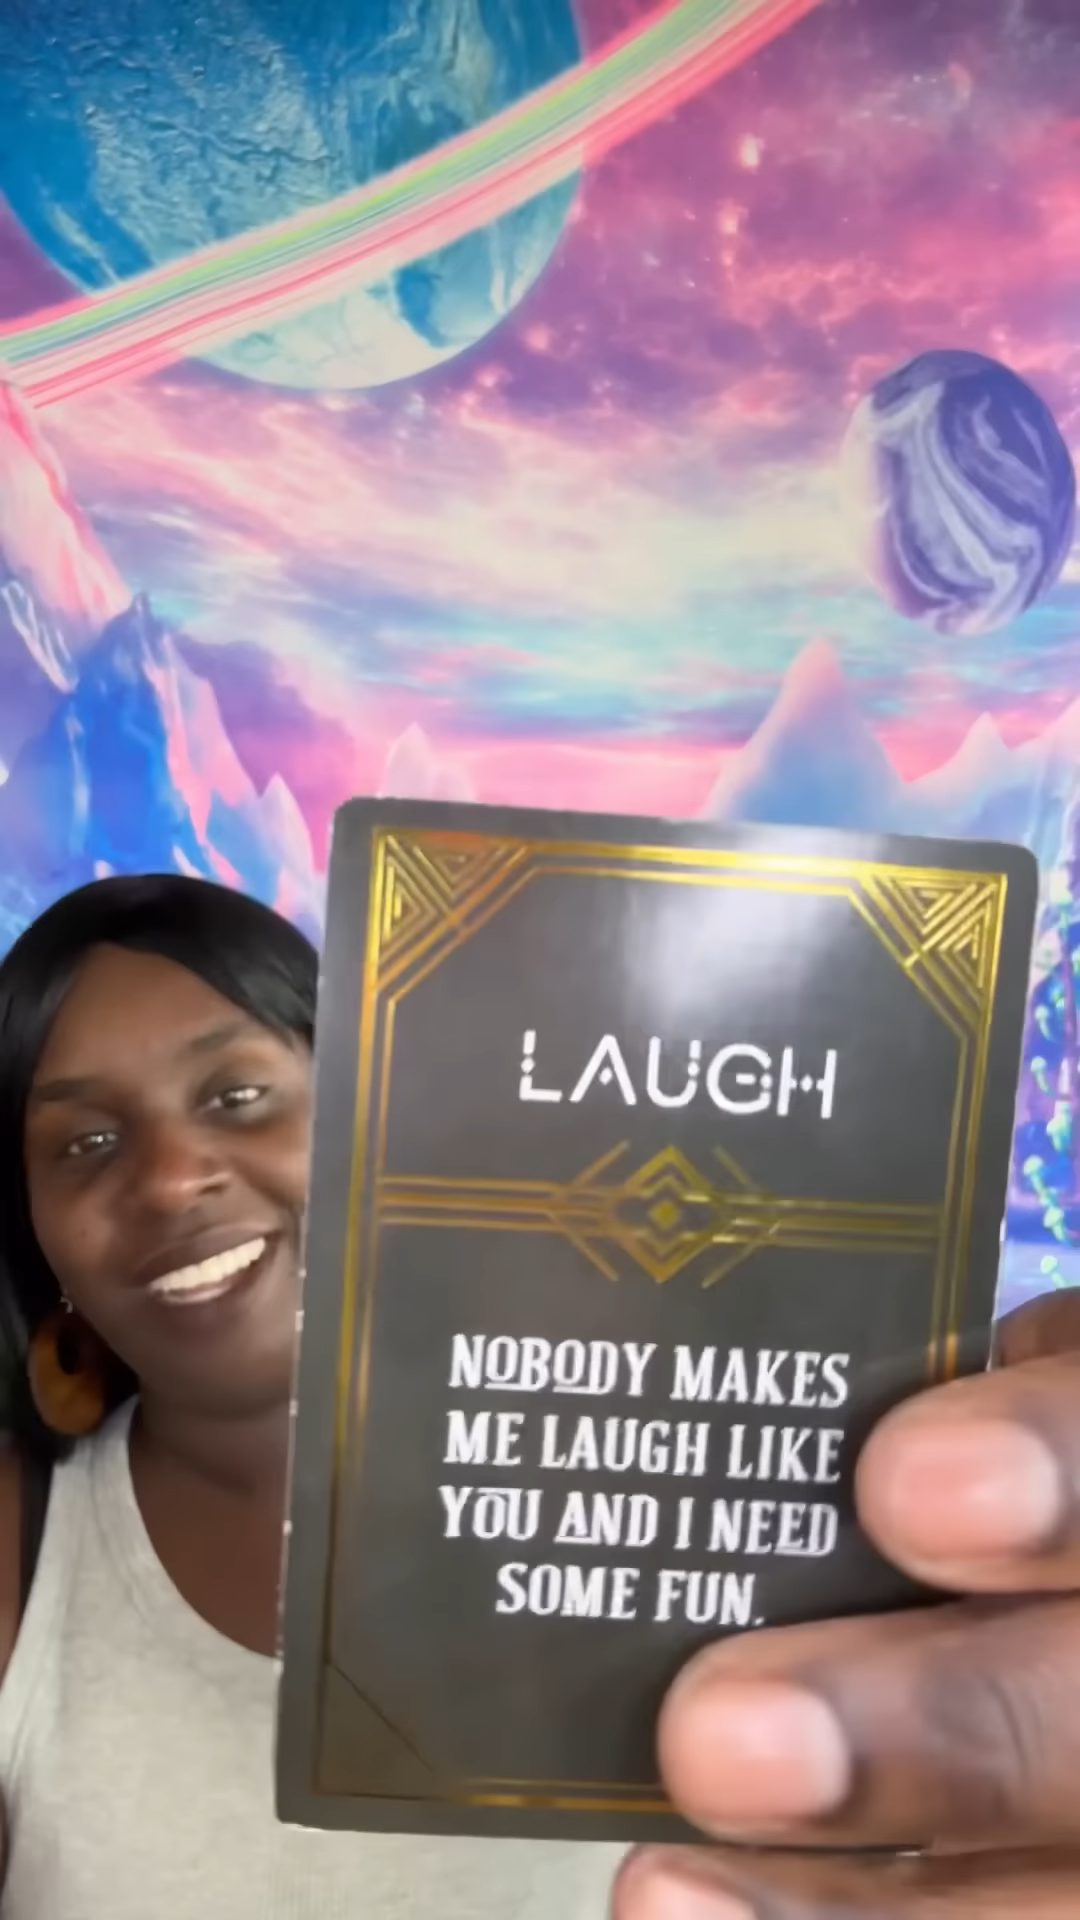 LAUGH
NOBODY MAKES
ME LAUGH LIKE
YOU AND I NEED
SOME FUN.